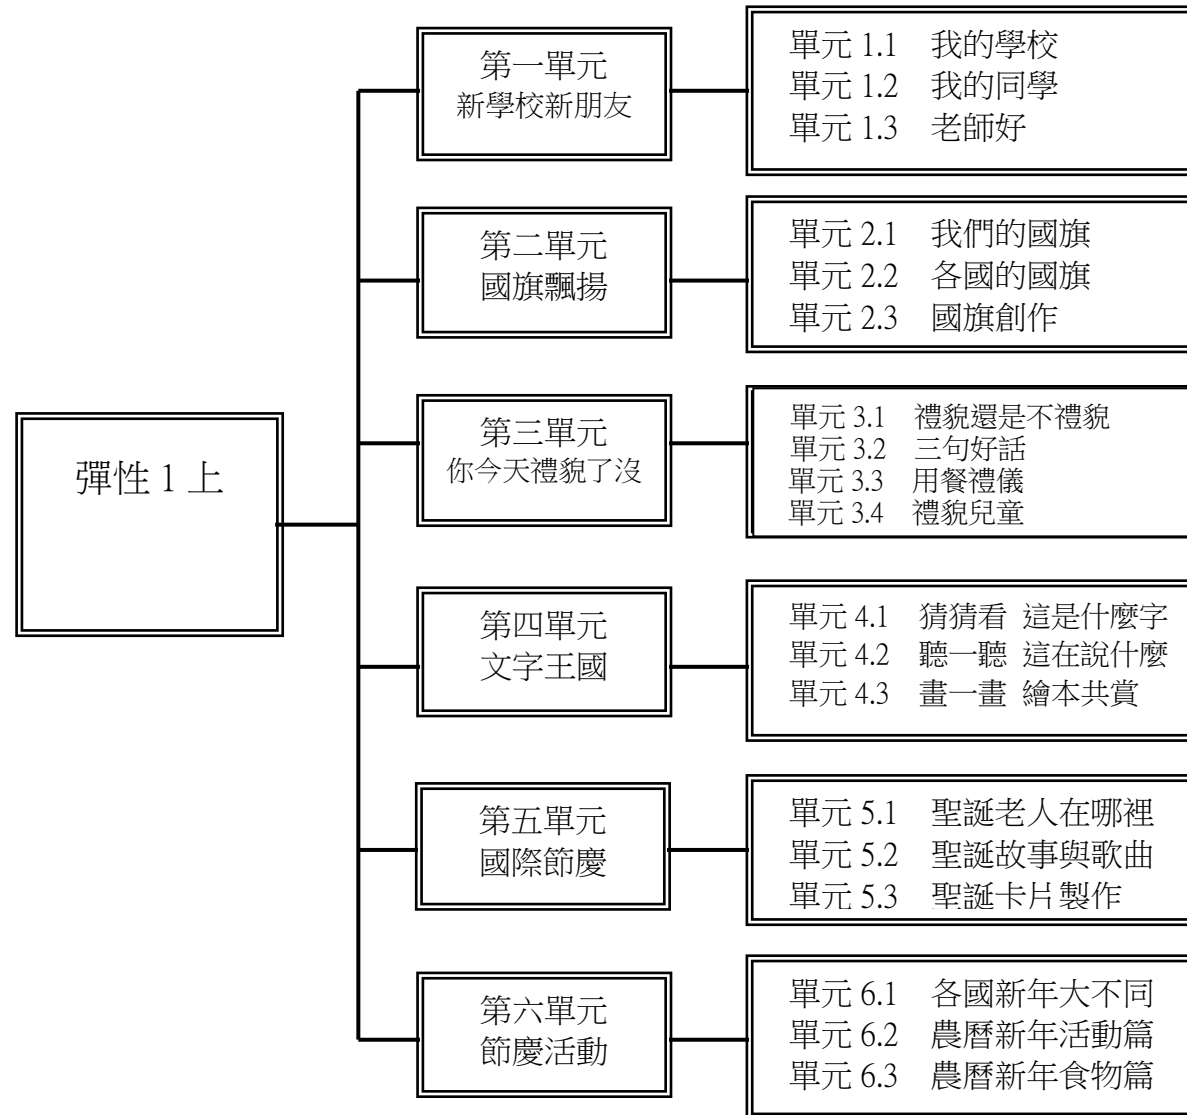 彈性 1 上
第一單元
新學校新朋友
單元 1.1 我的學校
單元 1.2 我的同學
單元 1.3 老師好
第二單元
國旗飄揚
單元 2.1 我們的國旗
單元 2.2 各國的國旗
單元 2.3 國旗創作
第三單元
你今天禮貌了沒
單元 3.1 禮貌還是不禮貌
單元 3.2 三句好話
單元 3.3 用餐禮儀
單元 3.4 禮貌兒童
第四單元
文字王國
單元 4.1 猜猜看 這是什麼字
單元 4.2 聽一聽 這在說什麼
單元 4.3 畫一畫 繪本共賞
第五單元
國際節慶
單元 5.1 聖誕老人在哪裡
單元 5.2 聖誕故事與歌曲
單元 5.3 聖誕卡片製作
第六單元
節慶活動
單元 6.1 各國新年大不同
單元 6.2 農曆新年活動篇
單元 6.3 農曆新年食物篇